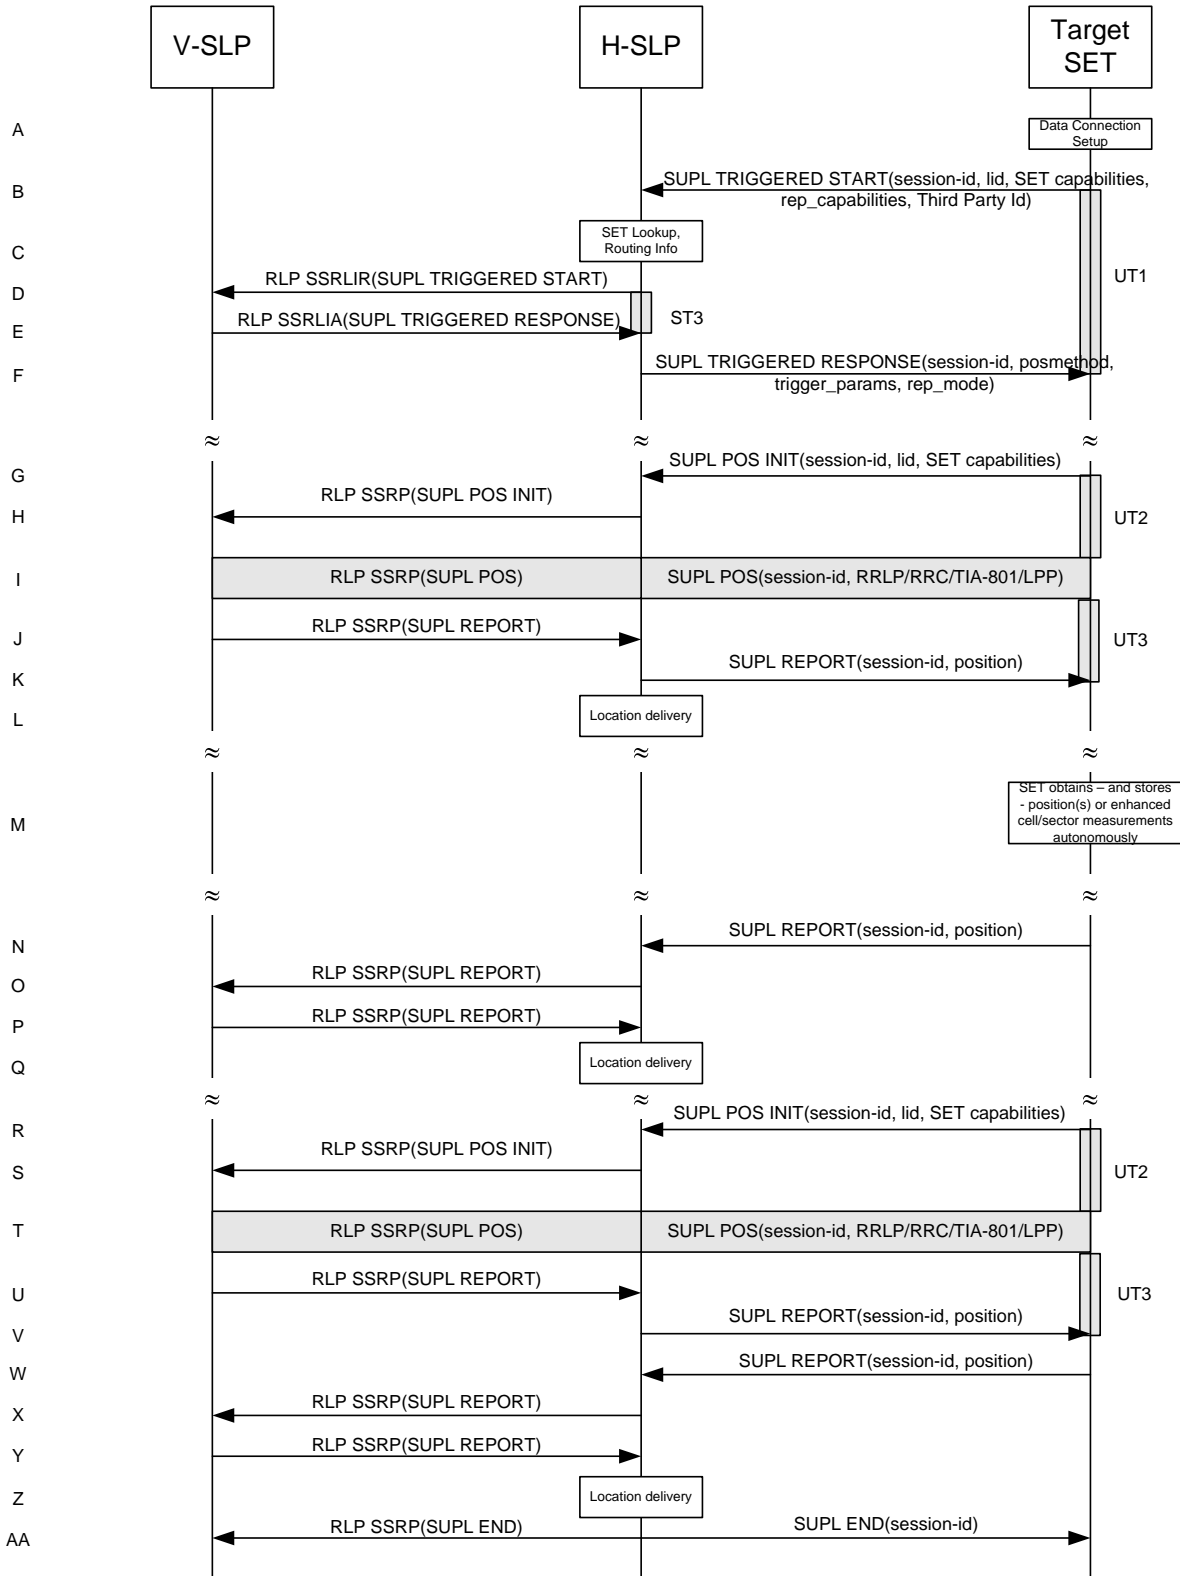 V-SLP
H-SLP
Target
SET
A
Data Connection
Setup
B
SUPL TRIGGERED START(session-id, lid, SET capabilities,
rep_capabilities, Third Party Id)
C
SET Lookup,
Routing Info
UT1
D
RLP SSRLIR(SUPL TRIGGERED START)
E
RLP SSRLIA(SUPL TRIGGERED RESPONSE)
ST3
F
SUPL TRIGGERED RESPONSE(session-id, posmethod,
trigger_params, rep_mode)
≈ ≈ ≈
G
SUPL POS INIT(session-id, lid, SET capabilities)
H
RLP SSRP(SUPL POS INIT)
UT2
I
RLP SSRP(SUPL POS)
SUPL POS(session-id, RRLP/RRC/TIA-801/LPP)
J
RLP SSRP(SUPL REPORT)
UT3
K
SUPL REPORT(session-id, position)
L
Location delivery
≈ ≈ ≈
M
SET obtains – and stores
- position(s) or enhanced
cell/sector measurements
autonomously
≈ ≈ ≈
N
SUPL REPORT(session-id, position)
O
RLP SSRP(SUPL REPORT)
P
RLP SSRP(SUPL REPORT)
Q
Location delivery
≈ ≈ ≈
R
SUPL POS INIT(session-id, lid, SET capabilities)
S
RLP SSRP(SUPL POS INIT)
UT2
T
RLP SSRP(SUPL POS)
SUPL POS(session-id, RRLP/RRC/TIA-801/LPP)
U
RLP SSRP(SUPL REPORT)
UT3
V
SUPL REPORT(session-id, position)
W
SUPL REPORT(session-id, position)
X
RLP SSRP(SUPL REPORT)
Y
RLP SSRP(SUPL REPORT)
Z
Location delivery
AA
RLP SSRP(SUPL END)
SUPL END(session-id)